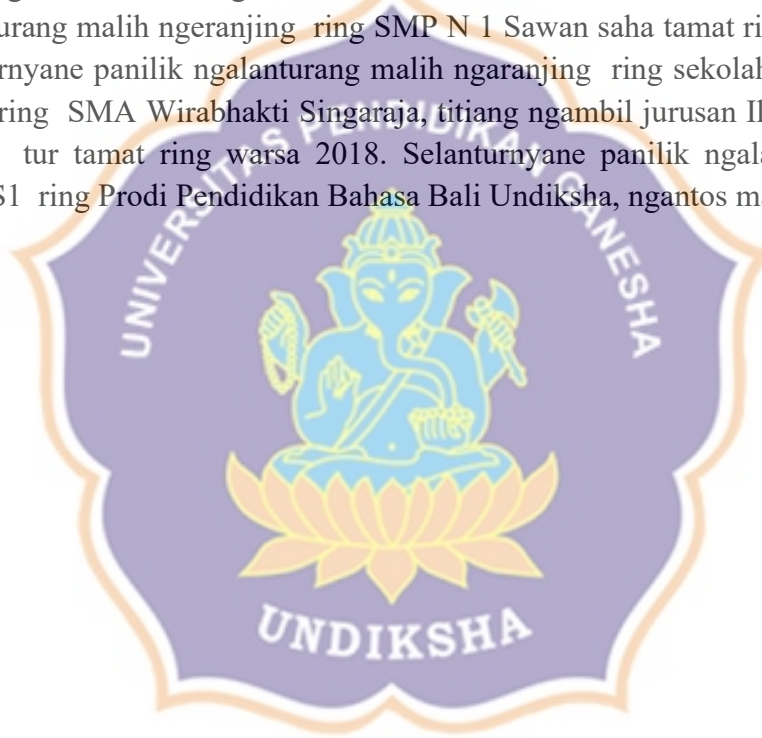 urang malih ngeranjing ring SMP N 1 Sawan saha tamat ri
rnyane panilik ngalanturang malih ngaranjing ring sekolah
ring SMA Wirabhakti Singaraja, titiang ngambil jurusan Il
tur tamat ring warsa 2018. Selanturnyane panilik ngala
S1 ring Prodi Pendidikan Bahasa Bali Undiksha, ngantos ma
UNIVERSITAS PENDIDIKAN GANESHA
UNDIKSHA